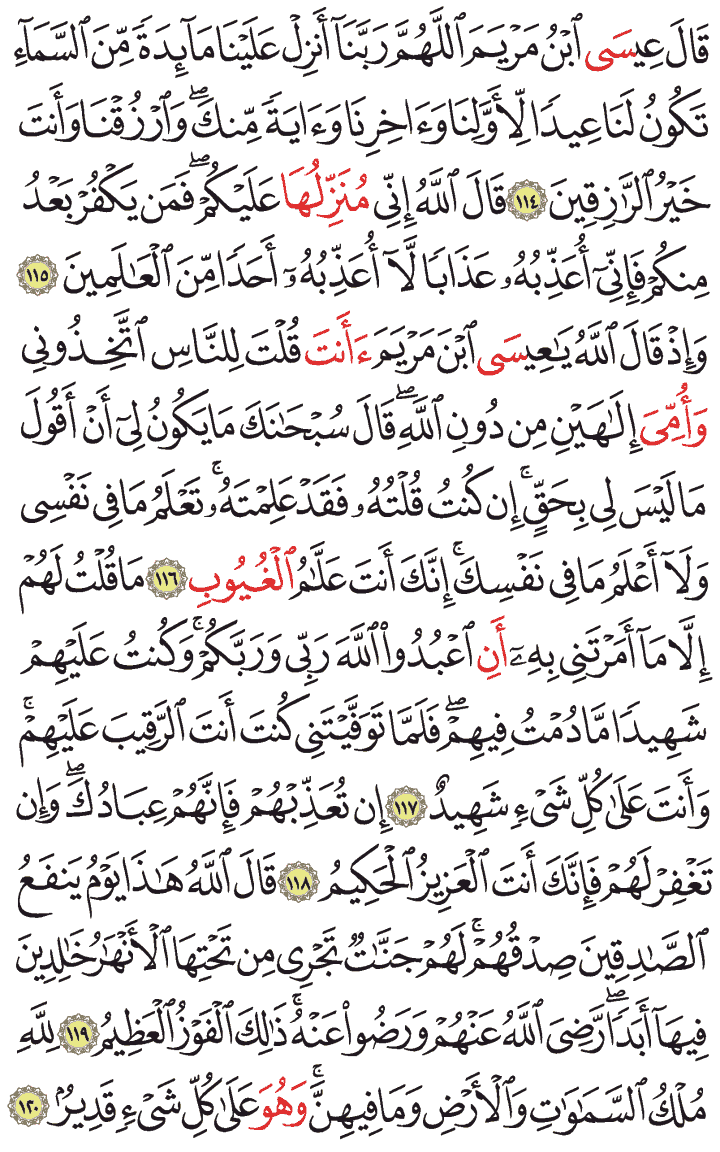 قَالَ عِيسَى ٱبْنُ مَرْيَمَ ٱللَّهُمَّ رَبَّنَآ أَنزِلْ عَلَيْنَا مَآئِدَةً مِّنَ ٱلسَّمَآءِ
تَكُونُ لَنَا عِيدًا لِّأَوَّلِنَا وَءَاخِرِنَا وَءَايَةً مِّنكَۖ وَٱرْزُقْنَا وَأَنتَ
خَيْرُ ٱلرَّٰزِقِينَ ١١٤ قَالَ ٱللَّهُ إِنِّى مُنَزِّلُهَا عَلَيْكُمْۖ فَمَن يَكْفُرْ بَعْدُ
مِنكُمْ فَإِنِّىٓ أُعَذِّبُهُۥ عَذَابًا لَّآ أُعَذِّبُهُۥٓ أَحَدًا مِّنَ ٱلْعَٰلَمِينَ ١١٥
وَإِذْ قَالَ ٱللَّهُ يَٰعِيسَى ٱبْنَ مَرْيَمَ ءَأَنتَ قُلْتَ لِلنَّاسِ ٱتَّخِذُونِى
وَأُمِّىَ إِلَٰهَيْنِ مِن دُونِ ٱللَّهِۖ قَالَ سُبْحَٰنَكَ مَا يَكُونُ لِىٓ أَنْ أَقُولَ
مَا لَيْسَ لِى بِحَقٍّۚ إِن كُنتُ قُلْتُهُۥ فَقَدْ عَلِمْتَهُۥۚ تَعْلَمُ مَا فِى نَفْسِى
وَلَآ أَعْلَمُ مَا فِى نَفْسِكَۚ إِنَّكَ أَنتَ عَلَّٰمُ ٱلْغُيُوبِ ١١٦ مَا قُلْتُ لَهُمْ
إِلَّا مَآ أَمَرْتَنِى بِهِۦٓ أَنِ ٱعْبُدُوا۟ ٱللَّهَ رَبِّى وَرَبَّكُمْۚ وَكُنتُ عَلَيْهِمْ
شَهِيدًا مَّا دُمْتُ فِيهِمْۖ فَلَمَّا تَوَفَّيْتَنِى كُنتَ أَنتَ ٱلرَّقِيبَ عَلَيْهِمْۚ
وَأَنتَ عَلَىٰ كُلِّ شَىْءٍ شَهِيدٌ ١١٧ إِن تُعَذِّبْهُمْ فَإِنَّهُمْ عِبَادُكَۖ وَإِن
تَغْفِرْ لَهُمْ فَإِنَّكَ أَنتَ ٱلْعَزِيزُ ٱلْحَكِيمُ ١١٨ قَالَ ٱللَّهُ هَٰذَا يَوْمُ يَنفَعُ
ٱلصَّٰدِقِينَ صِدْقُهُمْۚ لَهُمْ جَنَّٰتٌ تَجْرِى مِن تَحْتِهَا ٱلْأَنْهَٰرُ خَٰلِدِينَ
فِيهَآ أَبَدًاۖ رَّضِىَ ٱللَّهُ عَنْهُمْ وَرَضُوا۟ عَنْهُۚ ذَٰلِكَ ٱلْفَوْزُ ٱلْعَظِيمُ ١١٩ لِلَّهِ
مُلْكُ ٱلسَّمَٰوَٰتِ وَٱلْأَرْضِ وَمَا فِيهِنَّۚ وَهُوَ عَلَىٰ كُلِّ شَىْءٍ قَدِيرٌۢ ١٢٠